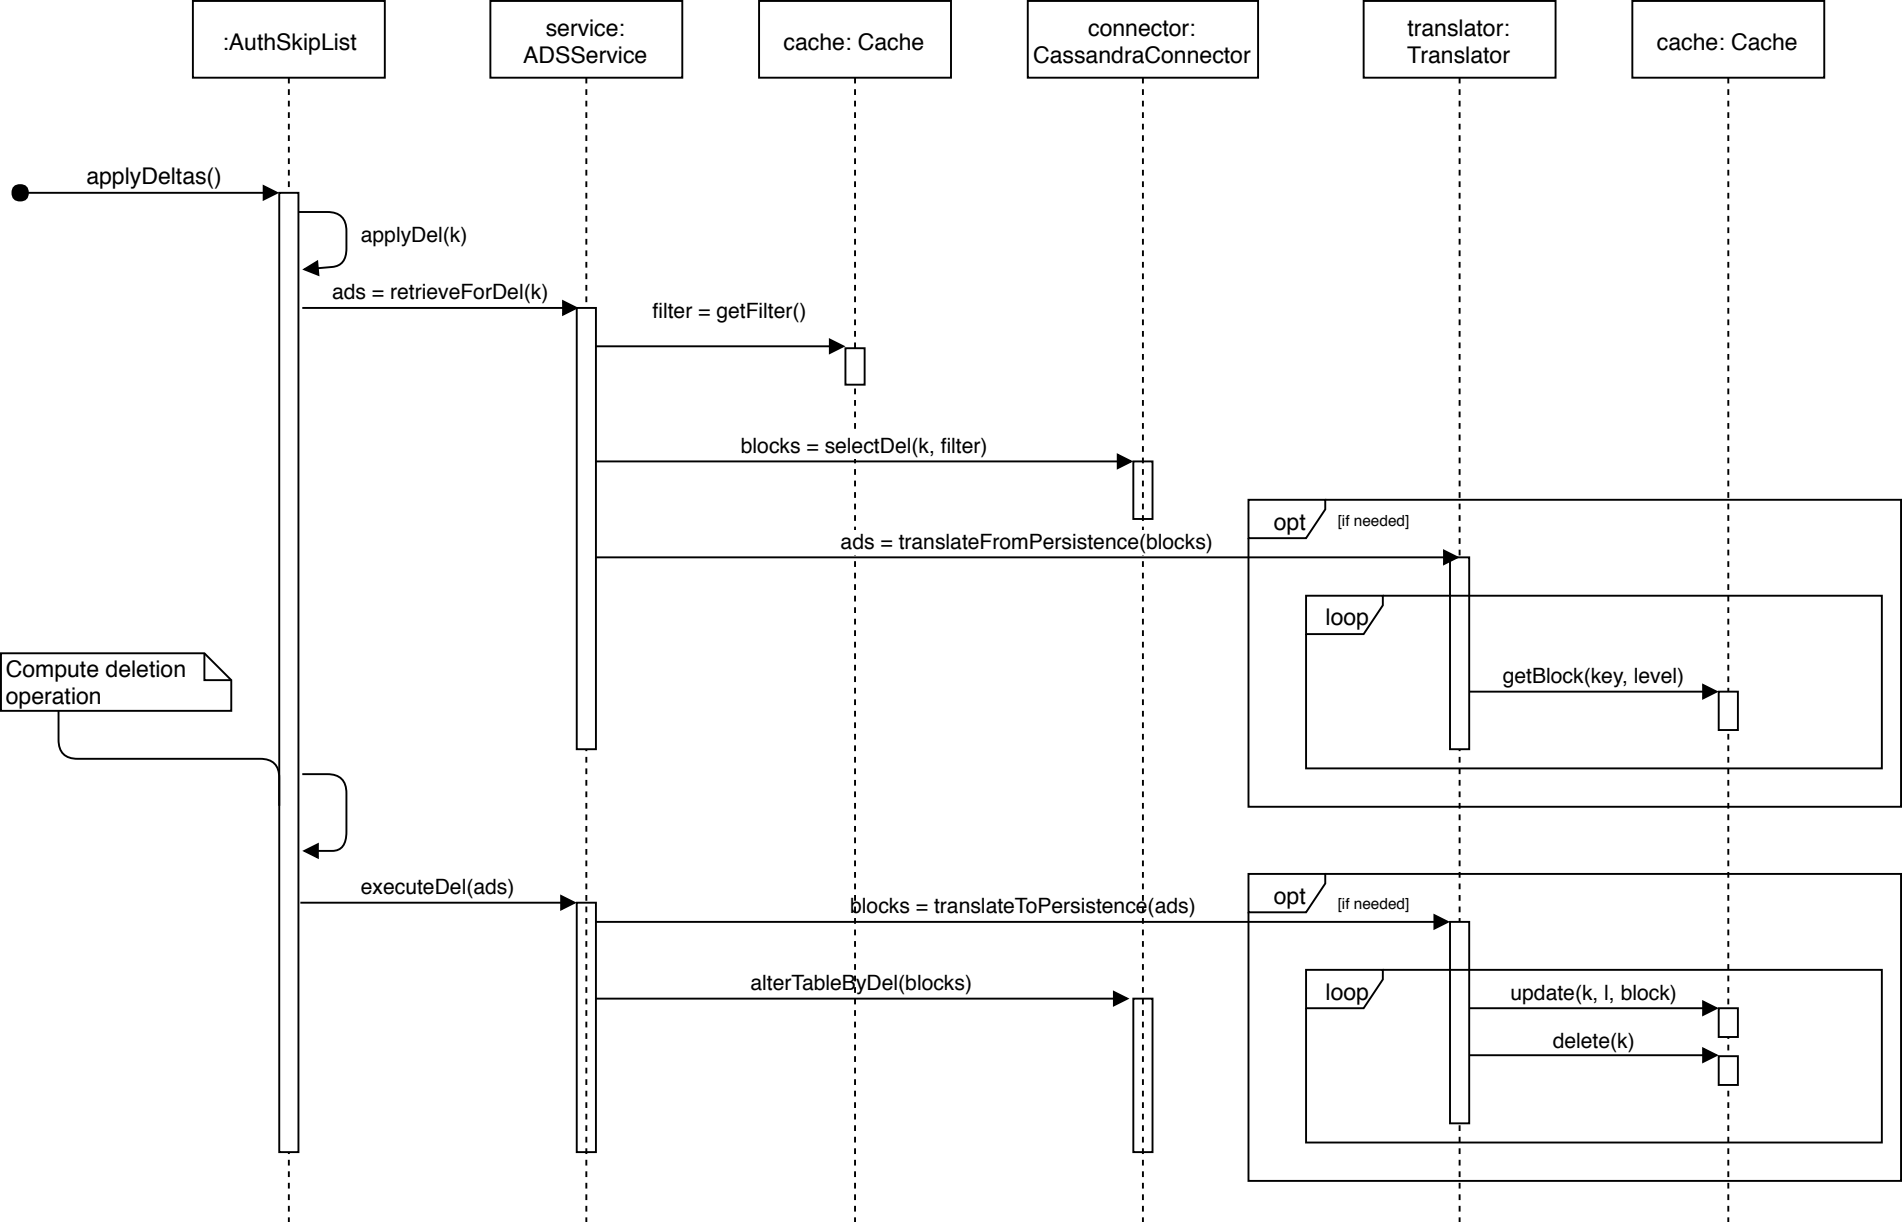 :AuthSkipList
service:
ADSService
cache: Cache
connector:
CassandraConnector
translator:
Translator
cache: Cache
applyDeltas()
applyDel(k)
ads = retrieveForDel(k)
filter = getFilter()
blocks = selectDel(k, filter)
opt
[if needed]
ads = translateFromPersistence(blocks)
loop
Compute deletion
operation
getBlock(key, level)
executeDel(ads)
opt
[if needed]
blocks = translateToPersistence(ads)
alterTableByDel(blocks)
loop
update(k, l, block)
delete(k)